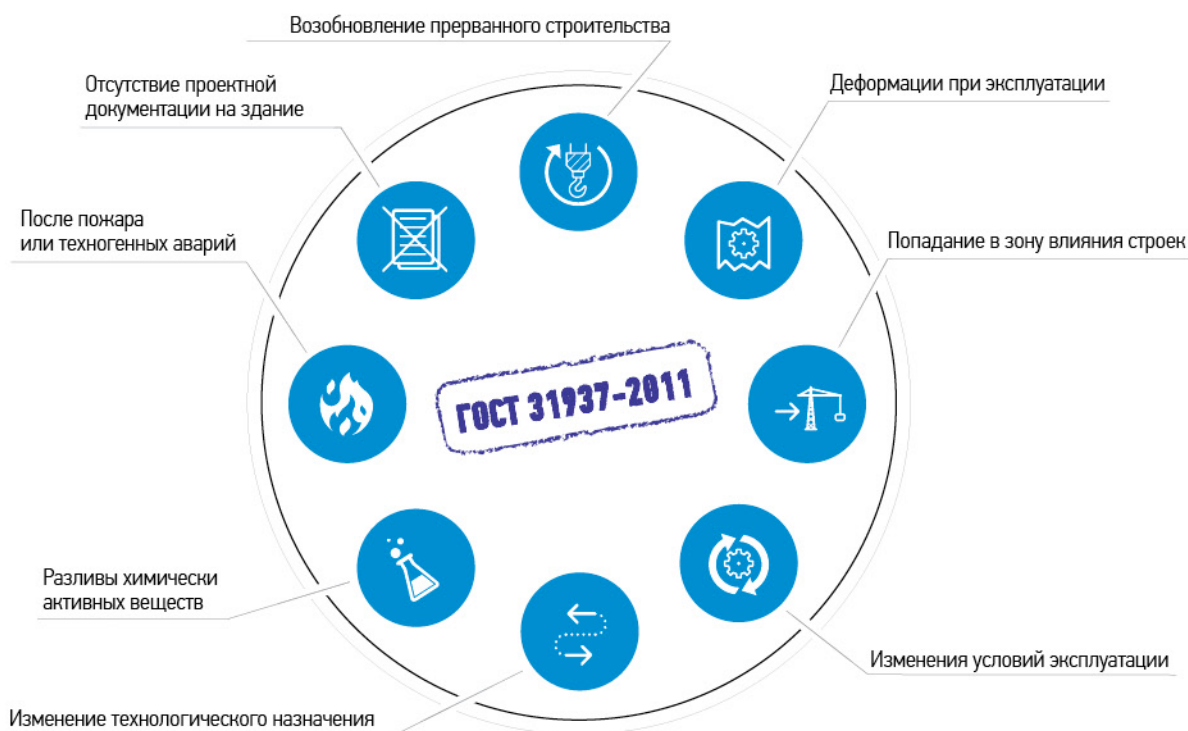 Возобновление прерванного строительства
Отсутствие проектной
документации на здание
Деформации при эксплуатации
После пожара
или техногенных аварий
Попадание в зону влияния строек
ГОСТ 31937-2011
Разливы химически
активных веществ
Изменения условий эксплуатации
Изменение технологического назначения